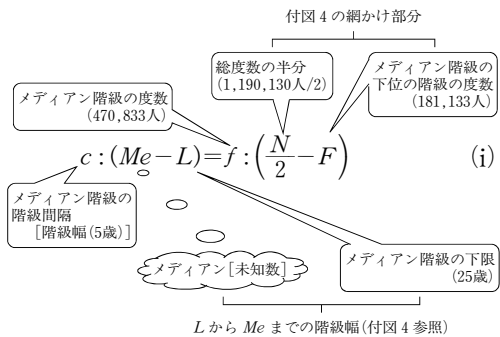 付図4の網かけ部分
総度数の半分
(1,190,130人/2)
メディアン階級の
下位の階級の度数
(181,133人)
メディアン階級の度数
(470,833人)
c:(Me−L)=f:(N/2−F)
(i)
メディアン階級の
階級間隔
[階級幅(5歳)]
メディアン[未知数]
メディアン階級の下限
(25歳)
LからMeまでの階級幅(付図4参照)